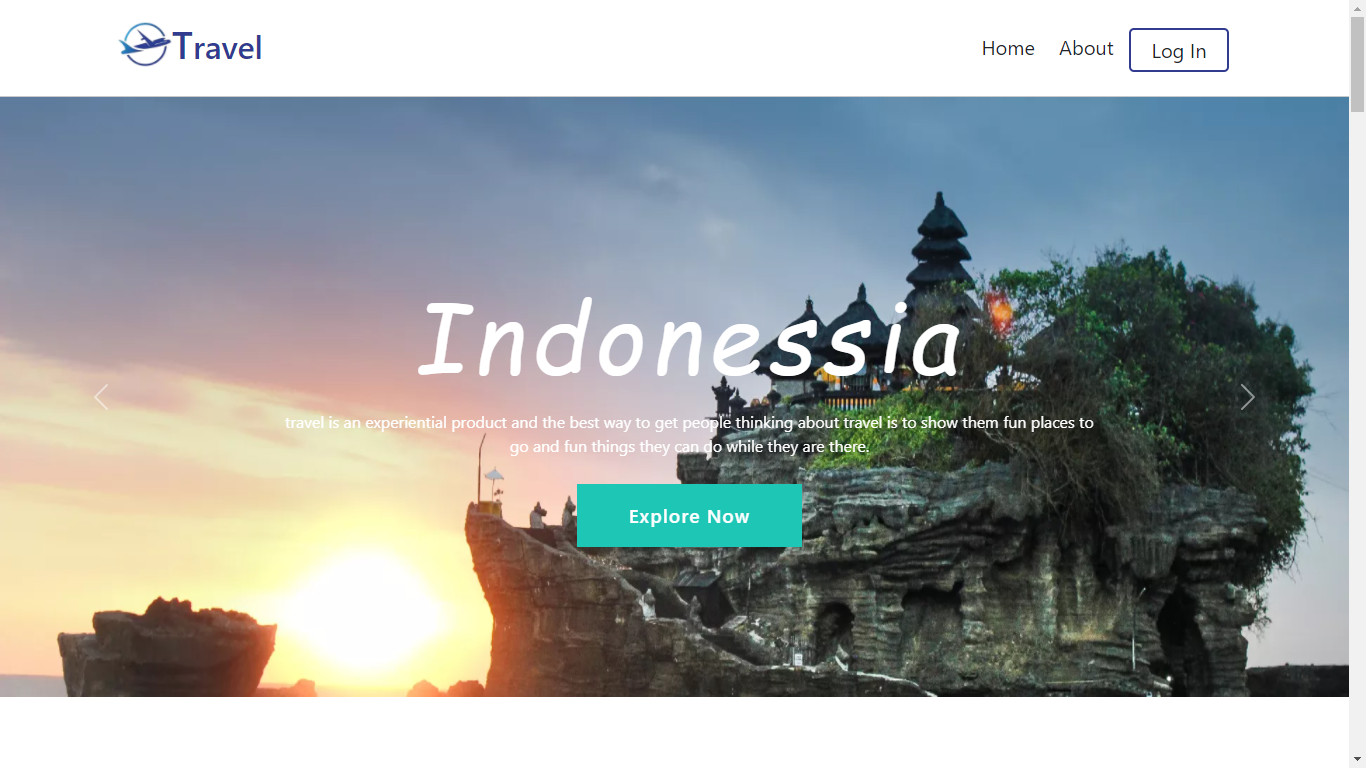 Travel
Home
About
Log In
Indonessia
travel is an experiential product and the best way to get people thinking about travel is to show them fun places to
go and fun things they can do while they are there.
Explore Now